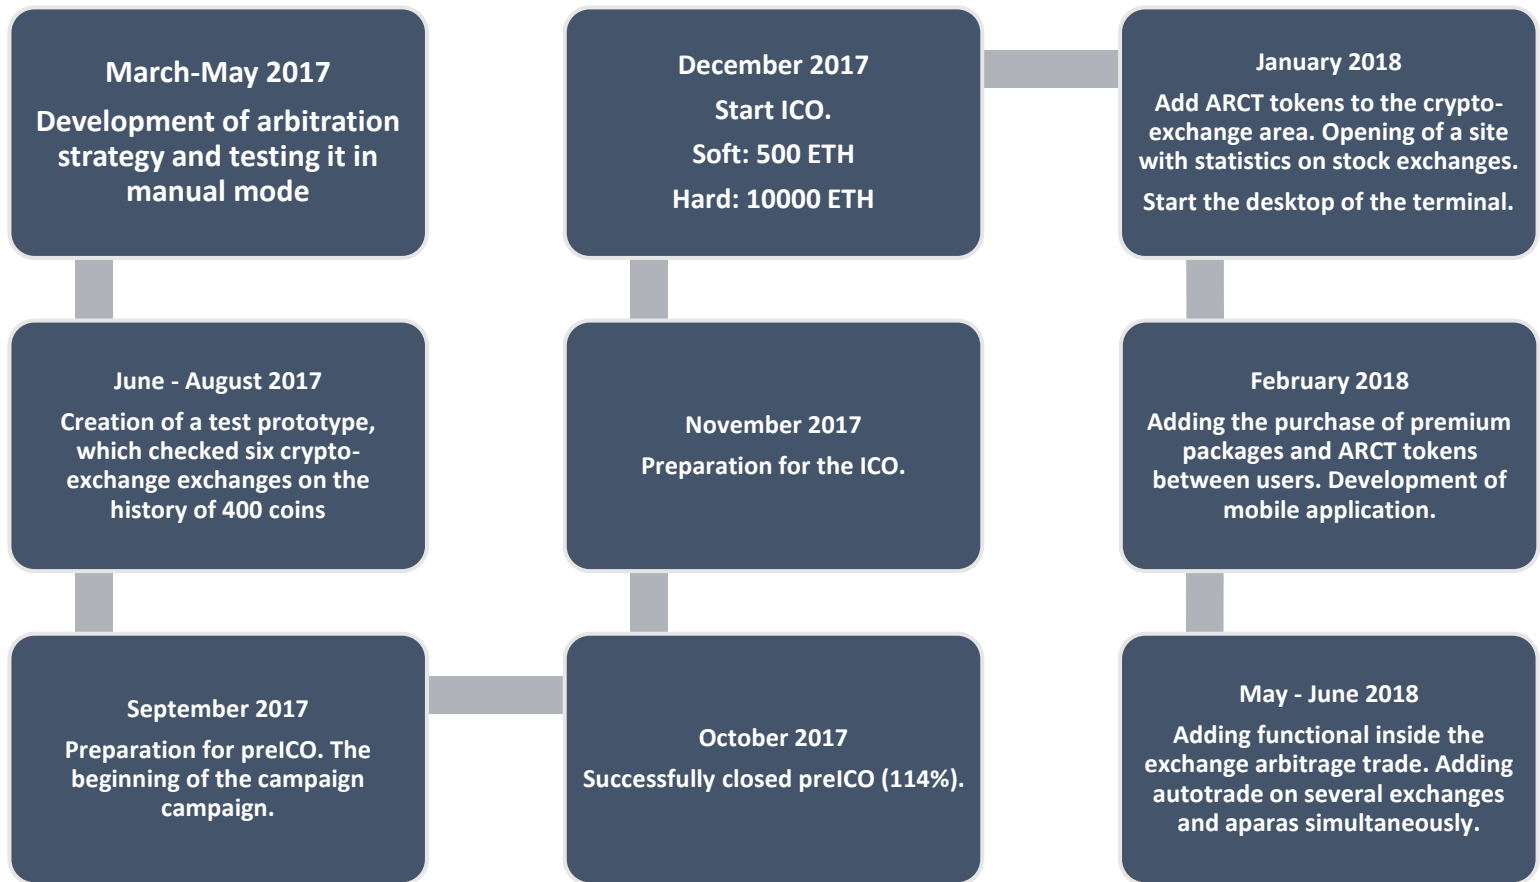 March-May 2017
Development of arbitration
strategy and testing it in
manual mode
June - August 2017
Creation of a test prototype,
which checked six crypto-
exchange exchanges on the
history of 400 coins
September 2017
Preparation for preICO. The
beginning of the campaign
campaign.
October 2017
Successfully closed preICO (114%).
November 2017
Preparation for the ICO.
December 2017
Start ICO.
Soft: 500 ETH
Hard: 10000 ETH
January 2018
Add ARCT tokens to the crypto-
exchange area. Opening of a site
with statistics on stock exchanges.
Start the desktop of the terminal.
February 2018
Adding the purchase of premium
packages and ARCT tokens
between users. Development of
mobile application.
May - June 2018
Adding functional inside the
exchange arbitrage trade. Adding
autotrade on several exchanges
and aparas simultaneously.